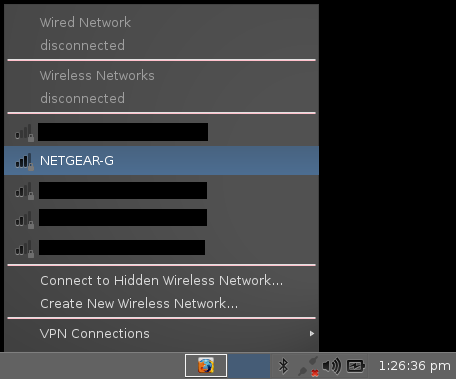 Wired Network
disconnected
Wireless Networks
disconnected
NETGEAR-G
Connect to Hidden Wireless Network...
Create New Wireless Network...
VPN Connections
1:26:36 pm